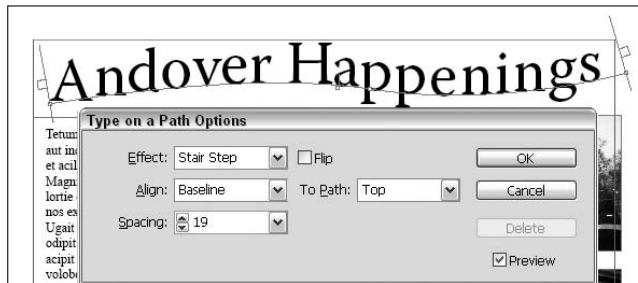 Andover Happenings
Type on a Path Options
Effect: Stair Step Flip OK
Align: Baseline To Path: Top Cancel
Spacing: 19 Delete
Preview
Tetum
aut in
et acil
Magn
lortie
nos ex
Ugait
odipit
acipit
volob